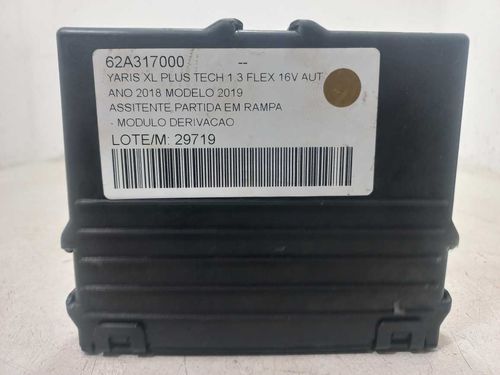 62A317000 --
YARIS XL PLUS TECH 1.3 FLEX 16V AUT
ANO 2018 MODELO 2019
ASSITENTE PARTIDA EM RAMPA
- MODULO DERIVACAO
LOTE/M: 29719